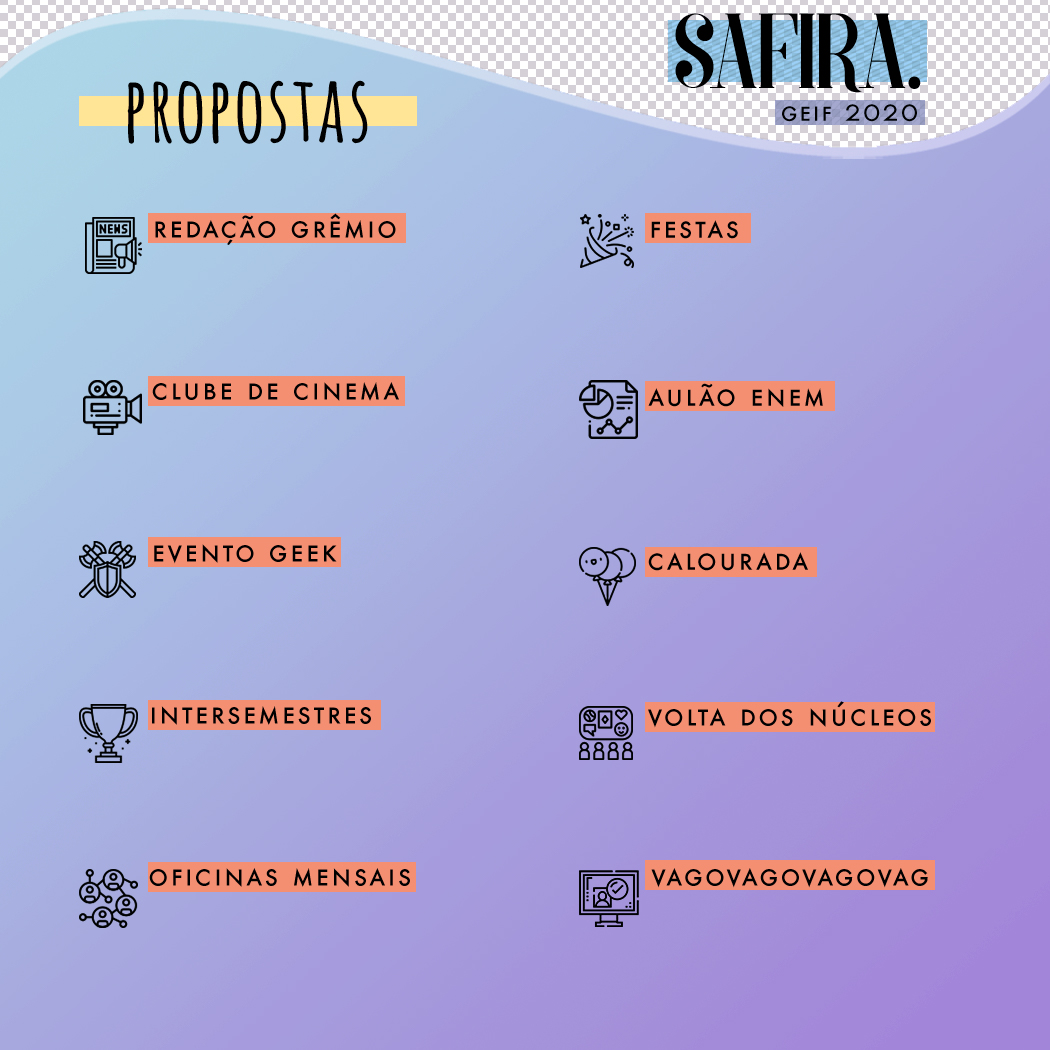 SAFIRA.
GEIF 2020
PROPOSTAS
NEWS
REDAÇÃO GRÊMIO
CLUBE DE CINEMA
EVENTO GEEK
INTERSEMESTRES
OFICINAS MENSAIS
FESTAS
AULÃO ENEM
CALOURADA
VOLTA DOS NÚCLEOS
VAGOVAGOVAGOVAG